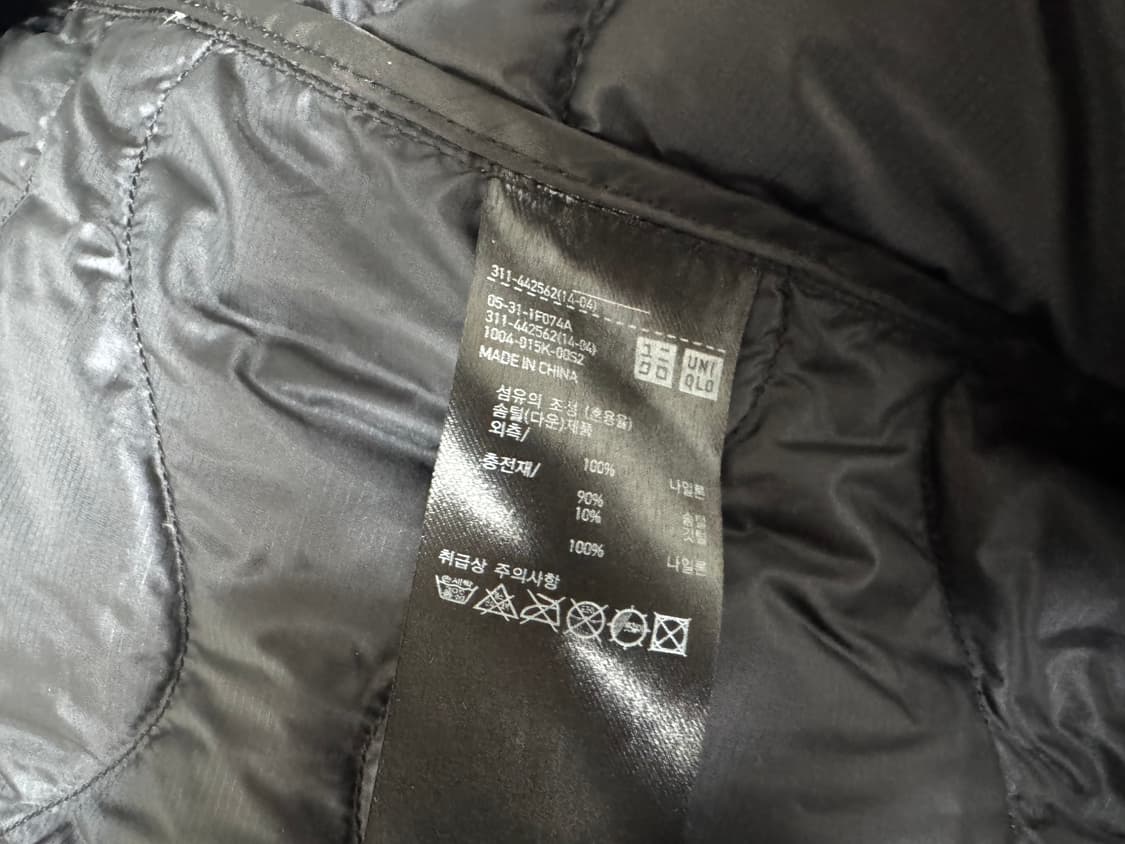 311-442562(14-04)
05-31-1F074A
311-442562(14-04)
1004-015K-00S2
MADE IN CHINA
UNI
QLO
섬유의 조성 (혼용율)
솜털(다운)제품
외측/
100%
나일론
충전재/
90%
솜털
10%
깃털
100%
나일론
취급상 주의사항
손세탁